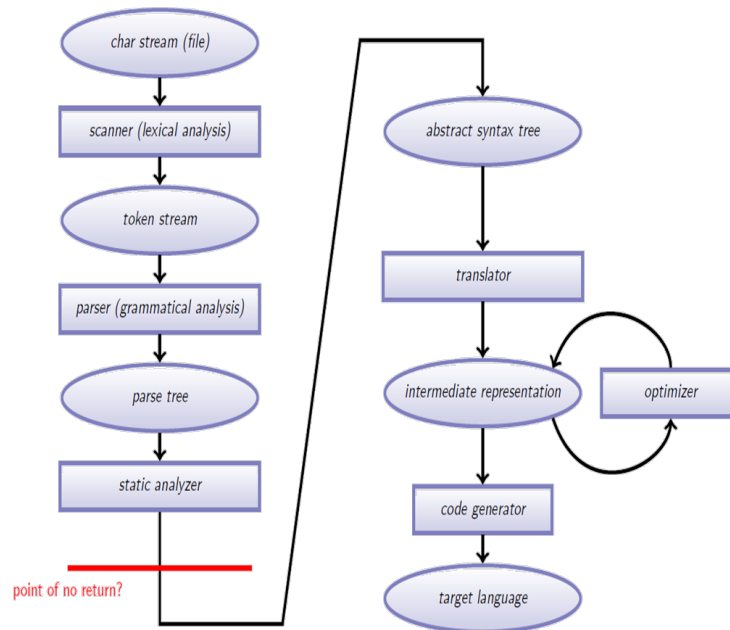 char stream (file)
scanner (lexical analysis)
token stream
parser (grammatical analysis)
parse tree
static analyzer
point of no return?
abstract syntax tree
translator
intermediate representation
optimizer
code generator
target language